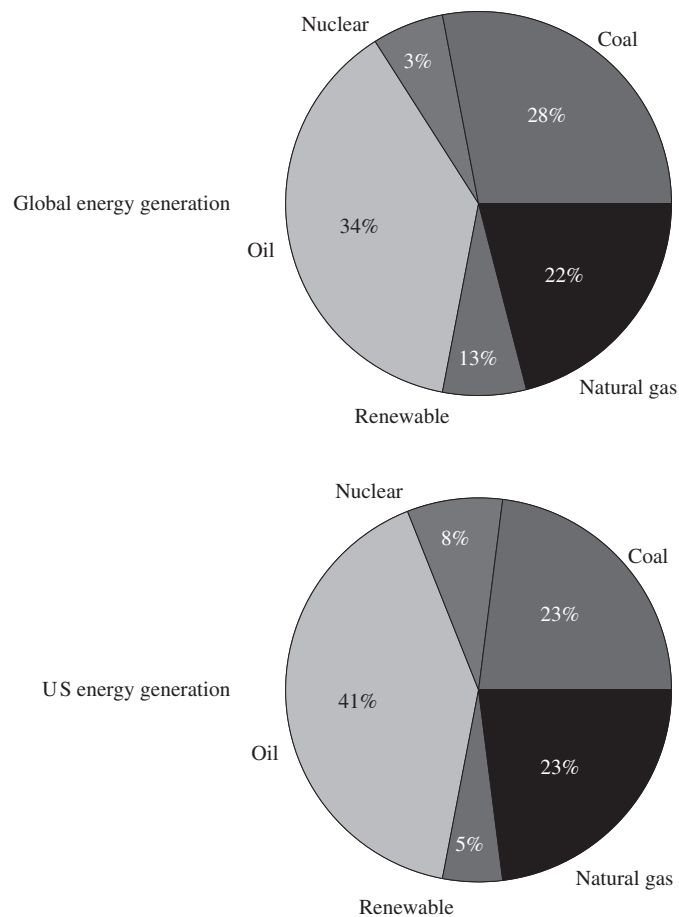 Nuclear
Coal
3%
28%
Global energy generation
34%
Oil
22%
13%
Natural gas
Renewable
Nuclear
8%
Coal
23%
US energy generation
41%
Oil
23%
5%
Natural gas
Renewable